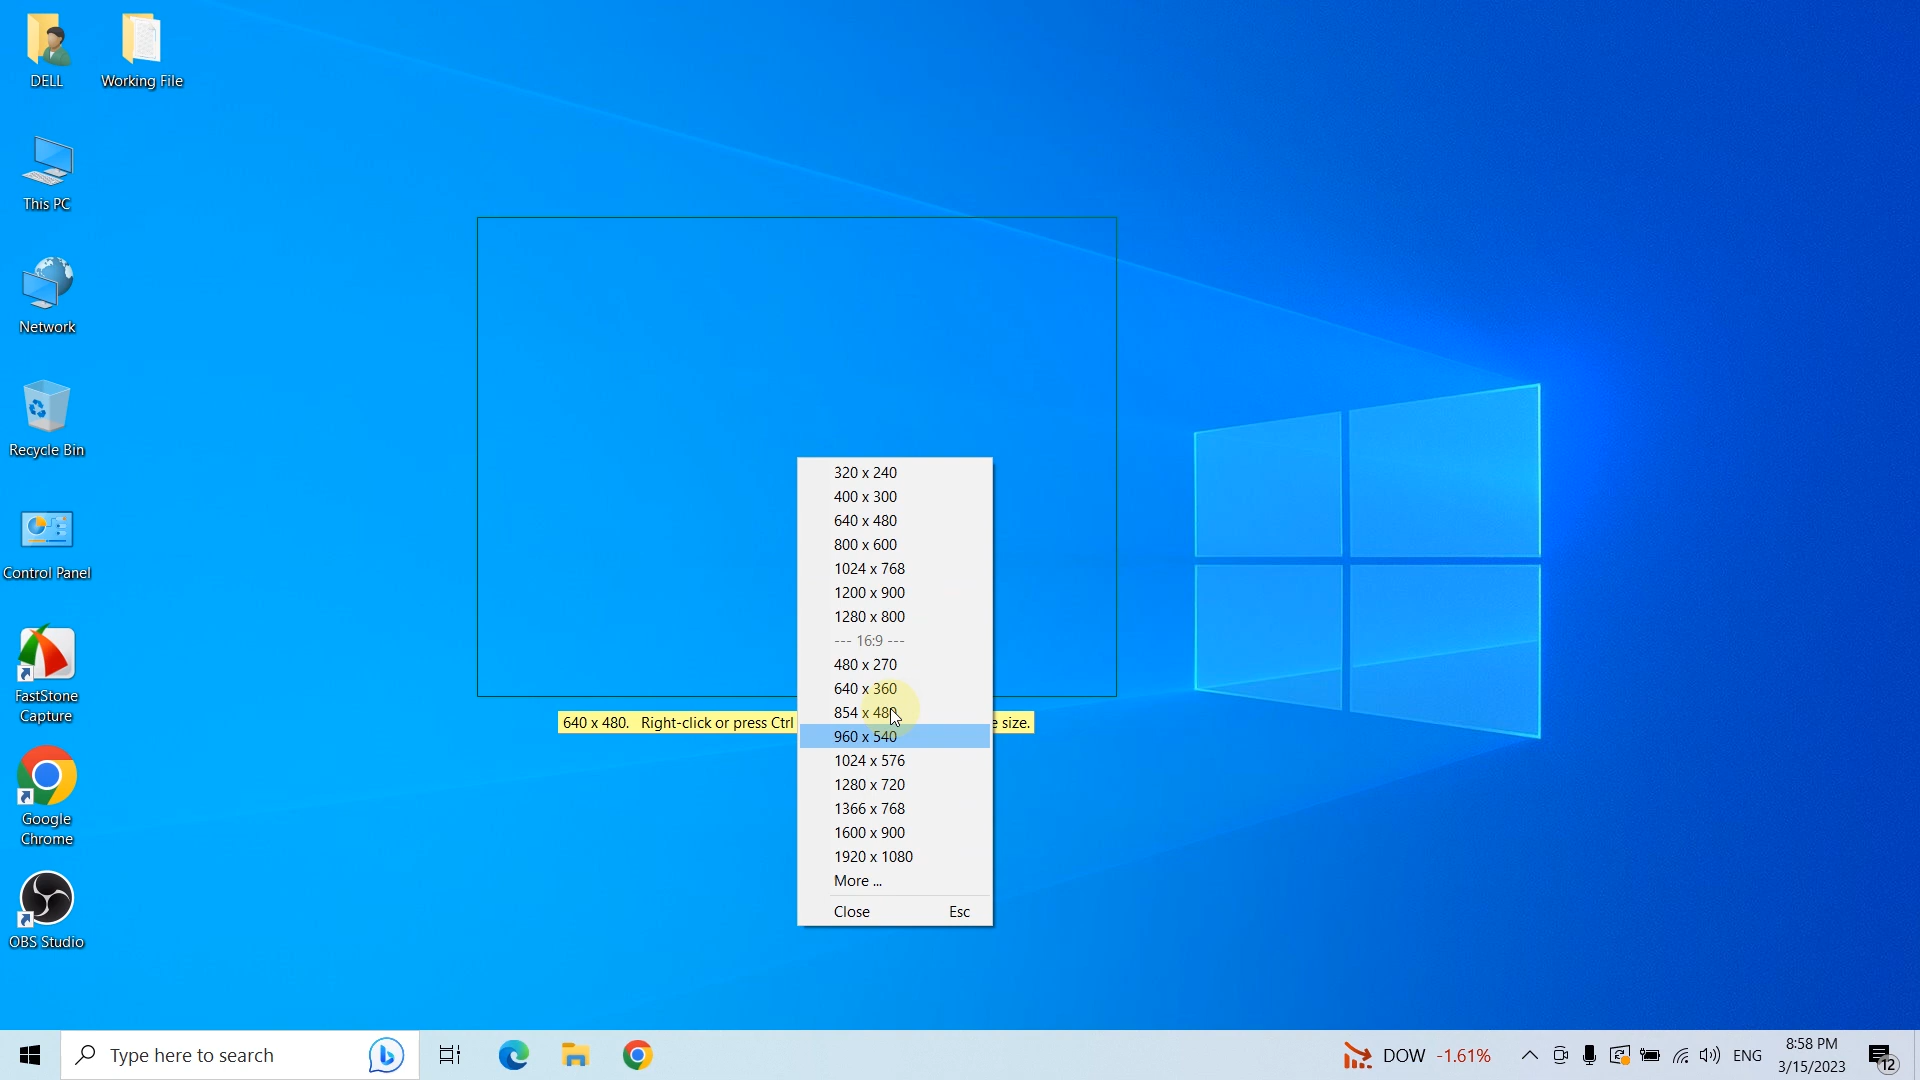 DELL
Working File
This PC
Network
Recycle Bin
Control Panel
FastStone
Capture
Google
Chrome
OBS Studio
320 x 240
400 x 300
640 x 480
800 x 600
1024 x 768
1200 x 900
1280 x 800
--- 16:9 ---
480 x 270
640 x 360
854 x 480
960 x 540
1024 x 576
1280 x 720
1366 x 768
1600 x 900
1920 x 1080
More ...
Close Esc
640 x 480. Right-click or press Ctrl
size.
Type here to search
DOW -1.61%
ENG
8:58 PM
3/15/2023
12